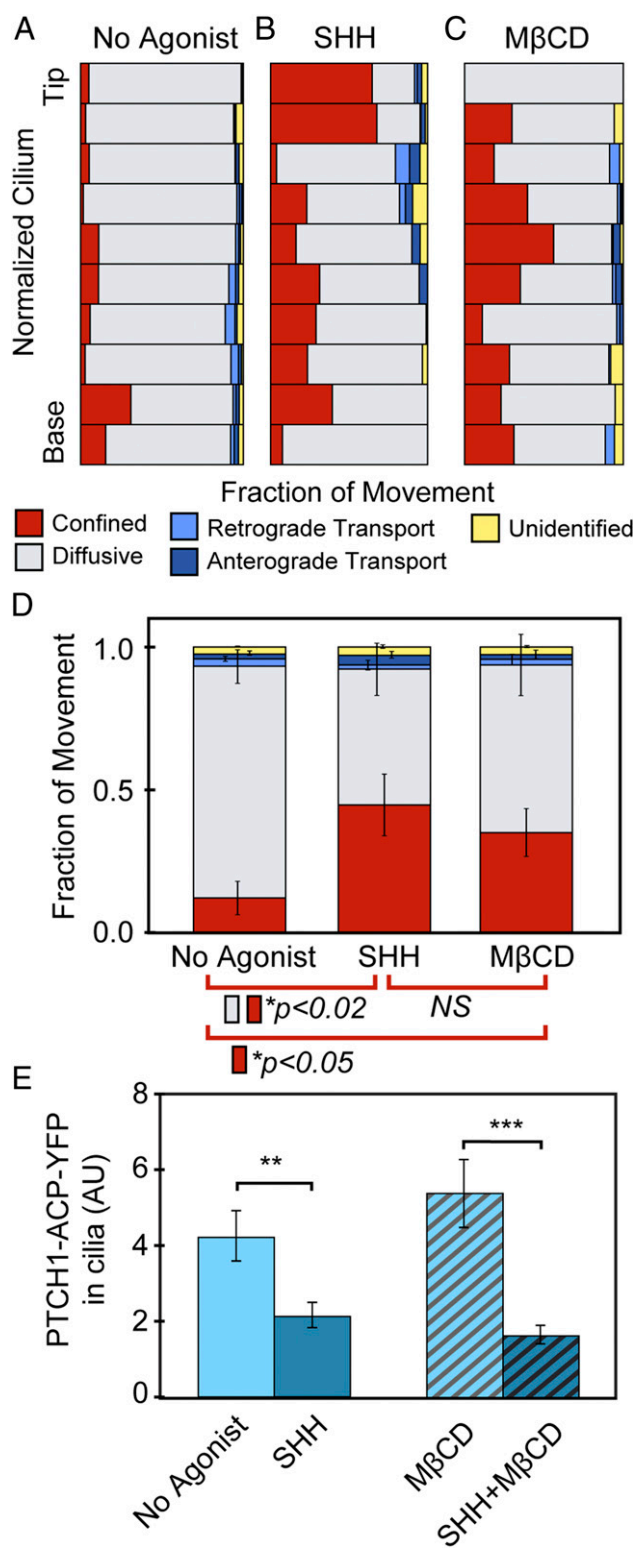 A
No Agonist
B
SHH
C
MβCD
Tip
Normalized Cilium
Base
Fraction of Movement
Confined
Retrograde Transport
Unidentified
Diffusive
Anterograde Transport
D
Fraction of Movement
1.0
0.5
0.0
No Agonist
SHH
MβCD
*p<0.02
NS
*p<0.05
E
PTCH1-ACP-YFP
in cilia (AU)
8
6
4
2
0
**
***
No Agonist
SHH
MβCD
SHH+MβCD